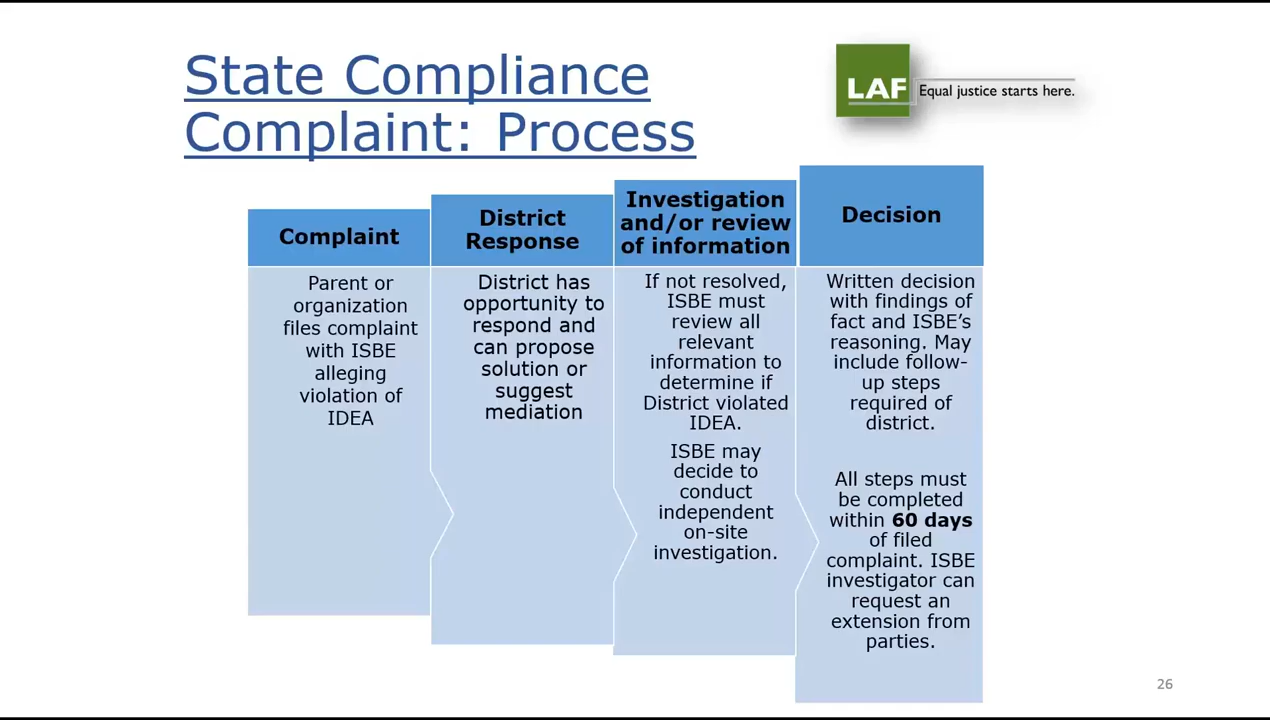 State Compliance
Complaint: Process
LAF
Equal justice starts here.
Complaint
Parent or
organization
files complaint
with ISBE
alleging
violation of
IDEA
District
Response
District has
opportunity to
respond and
can propose
solution or
suggest
mediation
Investigation
and/or review
of information
If not resolved,
ISBE must
review all
relevant
information to
determine if
District violated
IDEA.
ISBE may
decide to
conduct
independent
on-site
investigation.
Decision
Written decision
with findings of
fact and ISBE’s
reasoning. May
include follow-
up steps
required of
district.
All steps must
be completed
within 60 days
of filed
complaint. ISBE
investigator can
request an
extension from
parties.
26